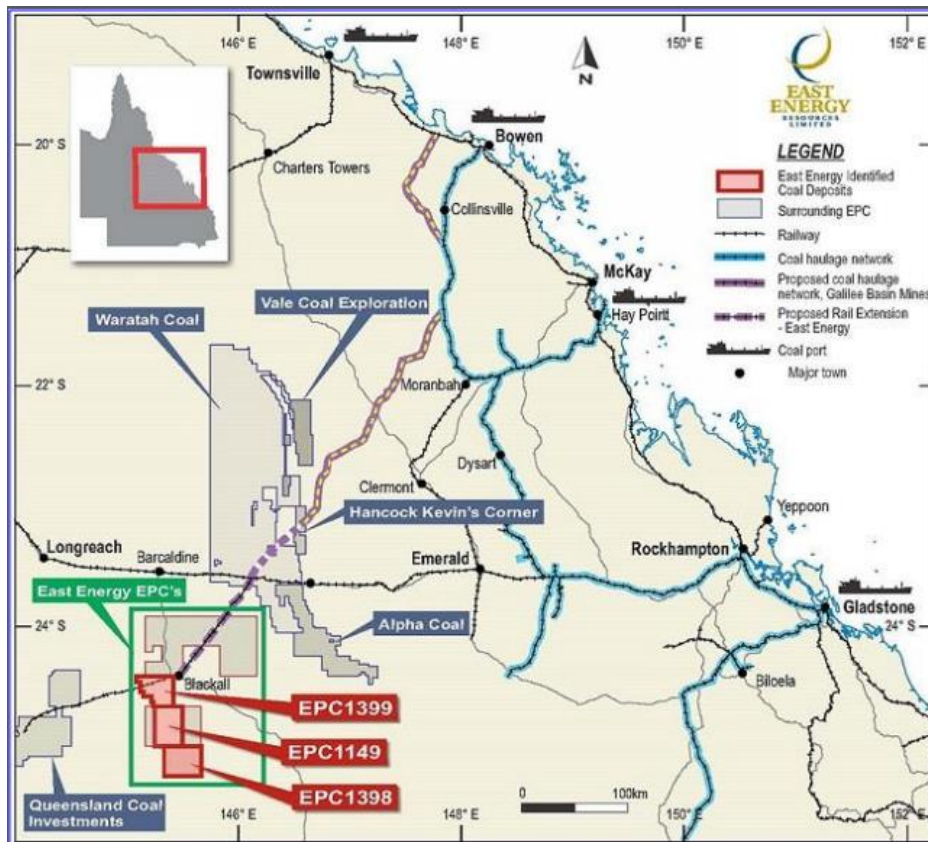 146° E
148° E
150° E
152° E
Townsville
N
EAST
ENERGY
RESOURCES
LIMITED
Bowen
20° S
Charters Towers
LEGEND
East Energy Identified
Coal Deposits
Surrounding EPC
Railway
Coal haulage network
Proposed coal haulage
network, Galilee Basin Mines
Proposed Rail Extension
- East Energy
Coal port
Major town
Collinsville
McKay
Hay Point
Vale Coal Exploration
Waratah Coal
22° S
Moranbah
Dysart
Clermont
Hancock Kevin's Corner
Yeppoon
Longreach
Barcaldine
Emerald
Rockhampton
East Energy EPC's
Gladstone
24° S
Alpha Coal
24° S
Blackall
Biloela
EPC1399
EPC1149
EPC1398
Queensland Coal
Investments
0
100km
146° E
148° E
150° E
152° E